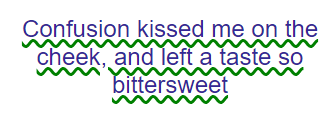 Confusion kissed me on the
cheek, and left a taste so
bittersweet